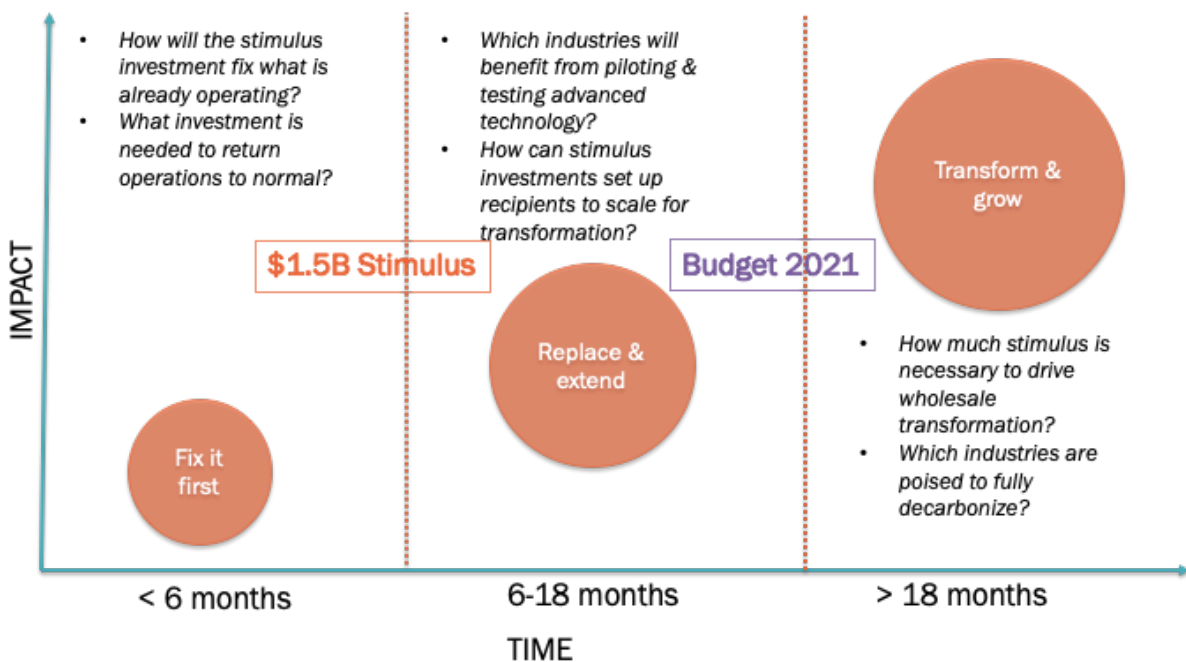 • How will the stimulus
investment fix what is
already operating?
• What investment is
needed to return
operations to normal?
• Which industries will
benefit from piloting &
testing advanced
technology?
• How can stimulus
investments set up
recipients to scale for
transformation?
Transform &
grow
$1.5B Stimulus
Budget 2021
IMPACT
Replace &
extend
• How much stimulus is
necessary to drive
wholesale
transformation?
• Which industries are
poised to fully
decarbonize?
Fix it
first
< 6 months
6-18 months
> 18 months
TIME